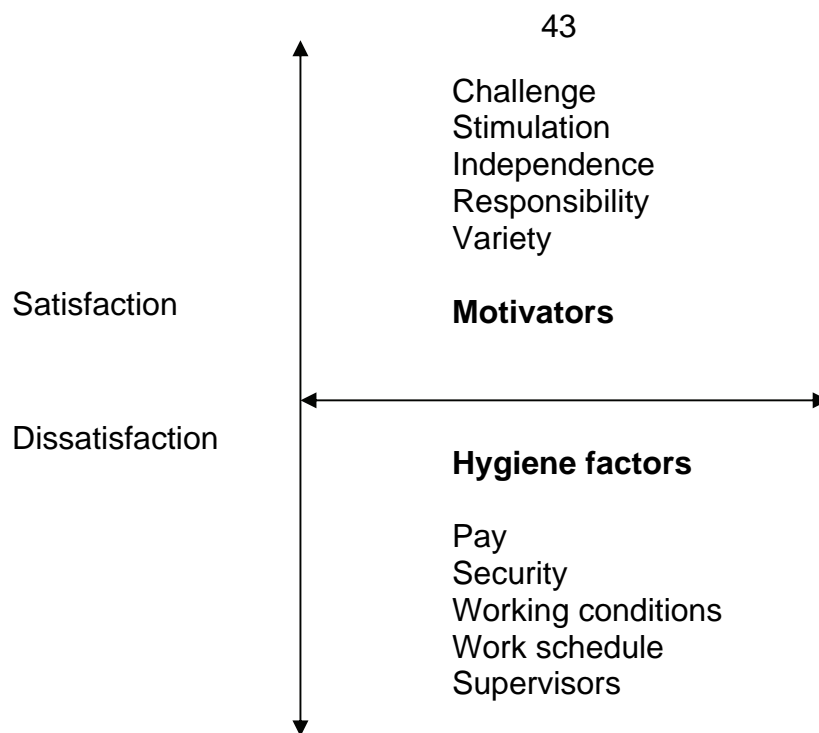 43
Challenge
Stimulation
Independence
Responsibility
Variety
Satisfaction
Motivators
Dissatisfaction
Hygiene factors
Pay
Security
Working conditions
Work schedule
Supervisors